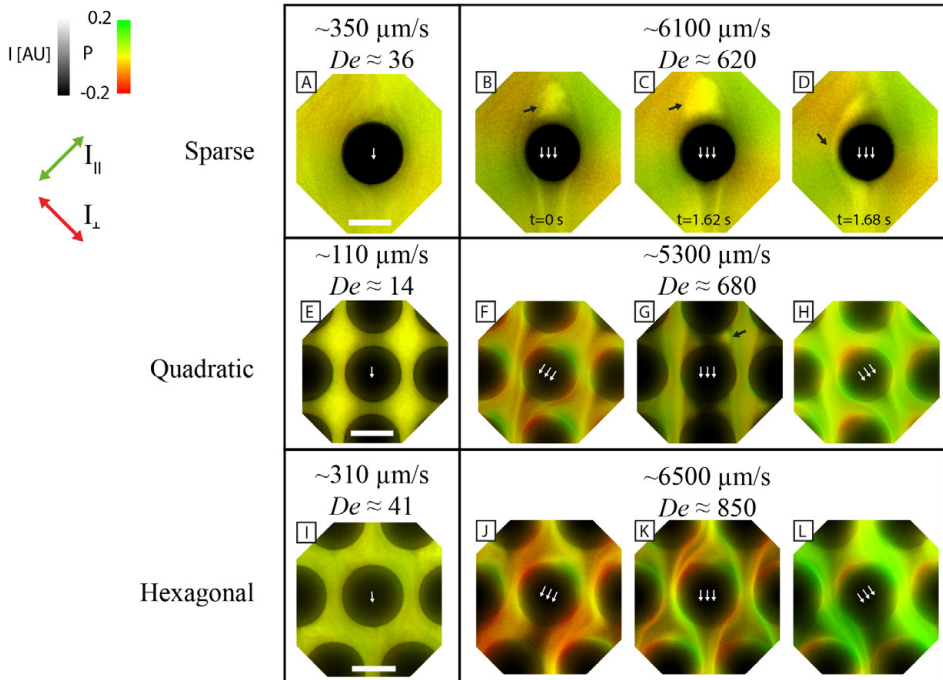 0.2
I [AU] P
-0.2
I||
I⊥
~350 µm/s
De ≈ 36
~6100 µm/s
De ≈ 620
Sparse
A
B
C
D
t=0 s
t=1.62 s
t=1.68 s
~110 µm/s
De ≈ 14
~5300 µm/s
De ≈ 680
Quadratic
E
F
G
H
~310 µm/s
De ≈ 41
~6500 µm/s
De ≈ 850
Hexagonal
I
J
K
L